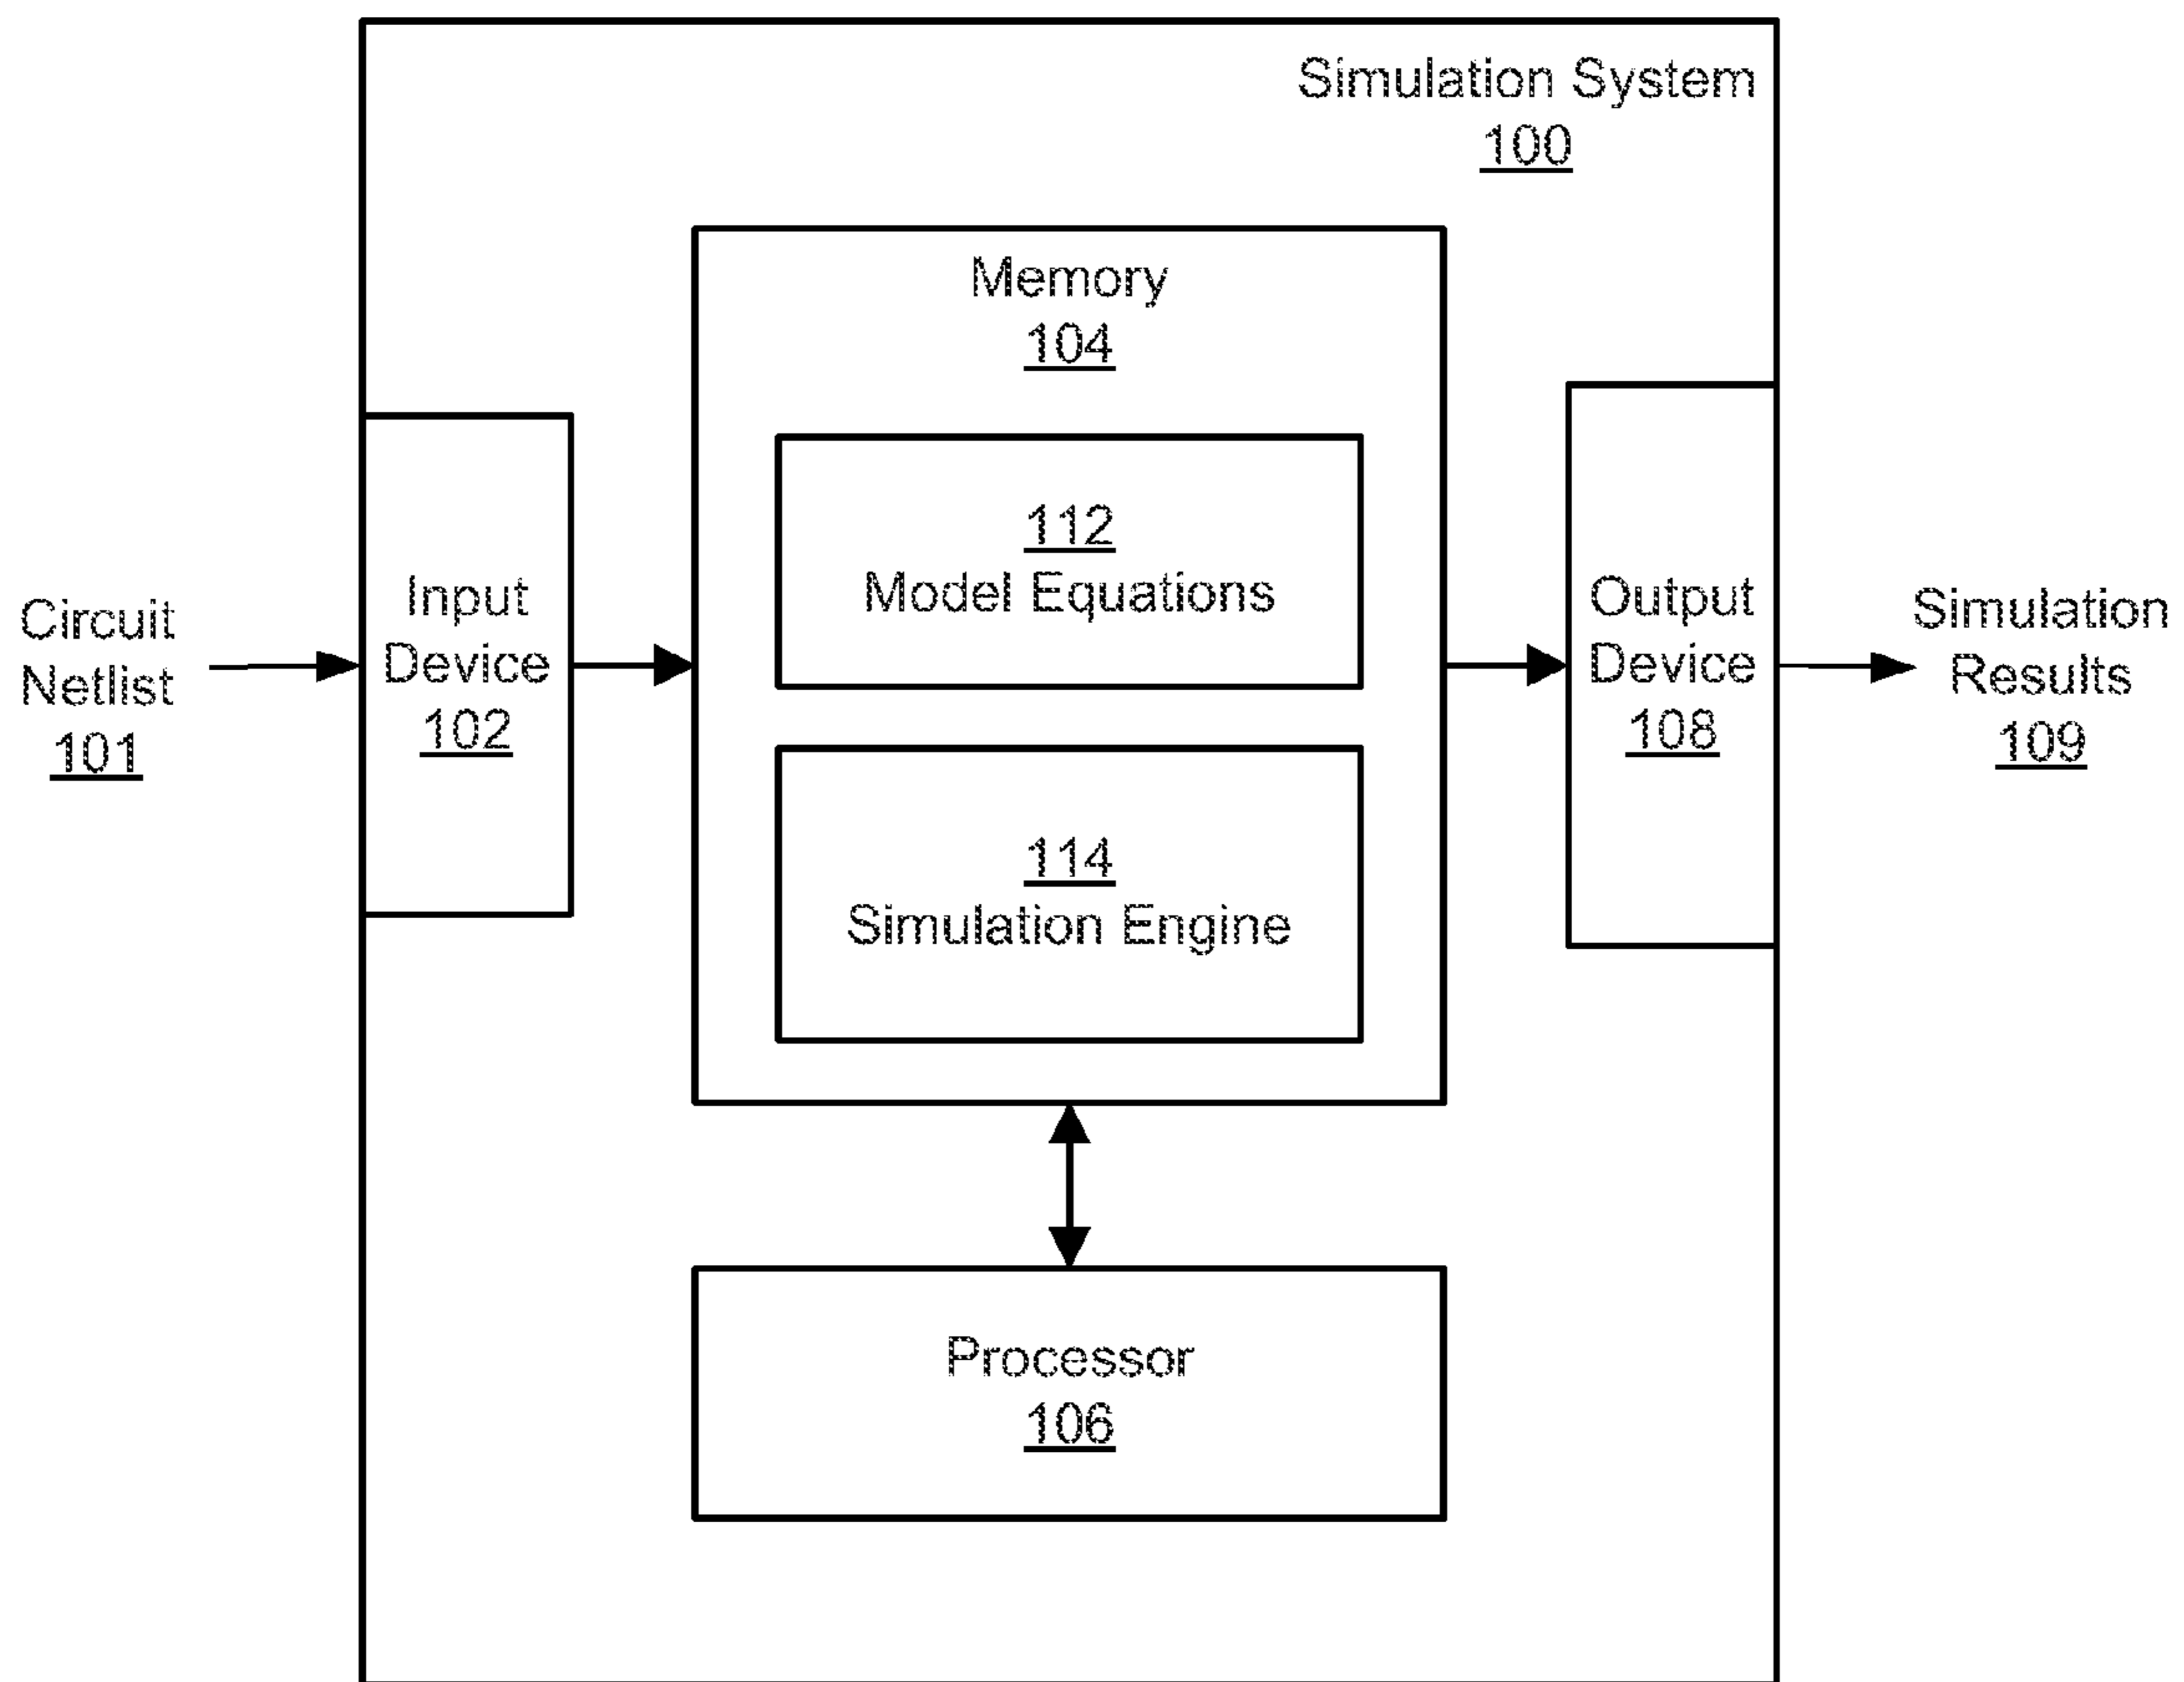 Simulation System
100
Memory
104
112
Model Equations
114
Simulation Engine
Circuit
Netlist
101
Input
Device
102
Output
Device
108
Simulation
Results
109
Processor
106